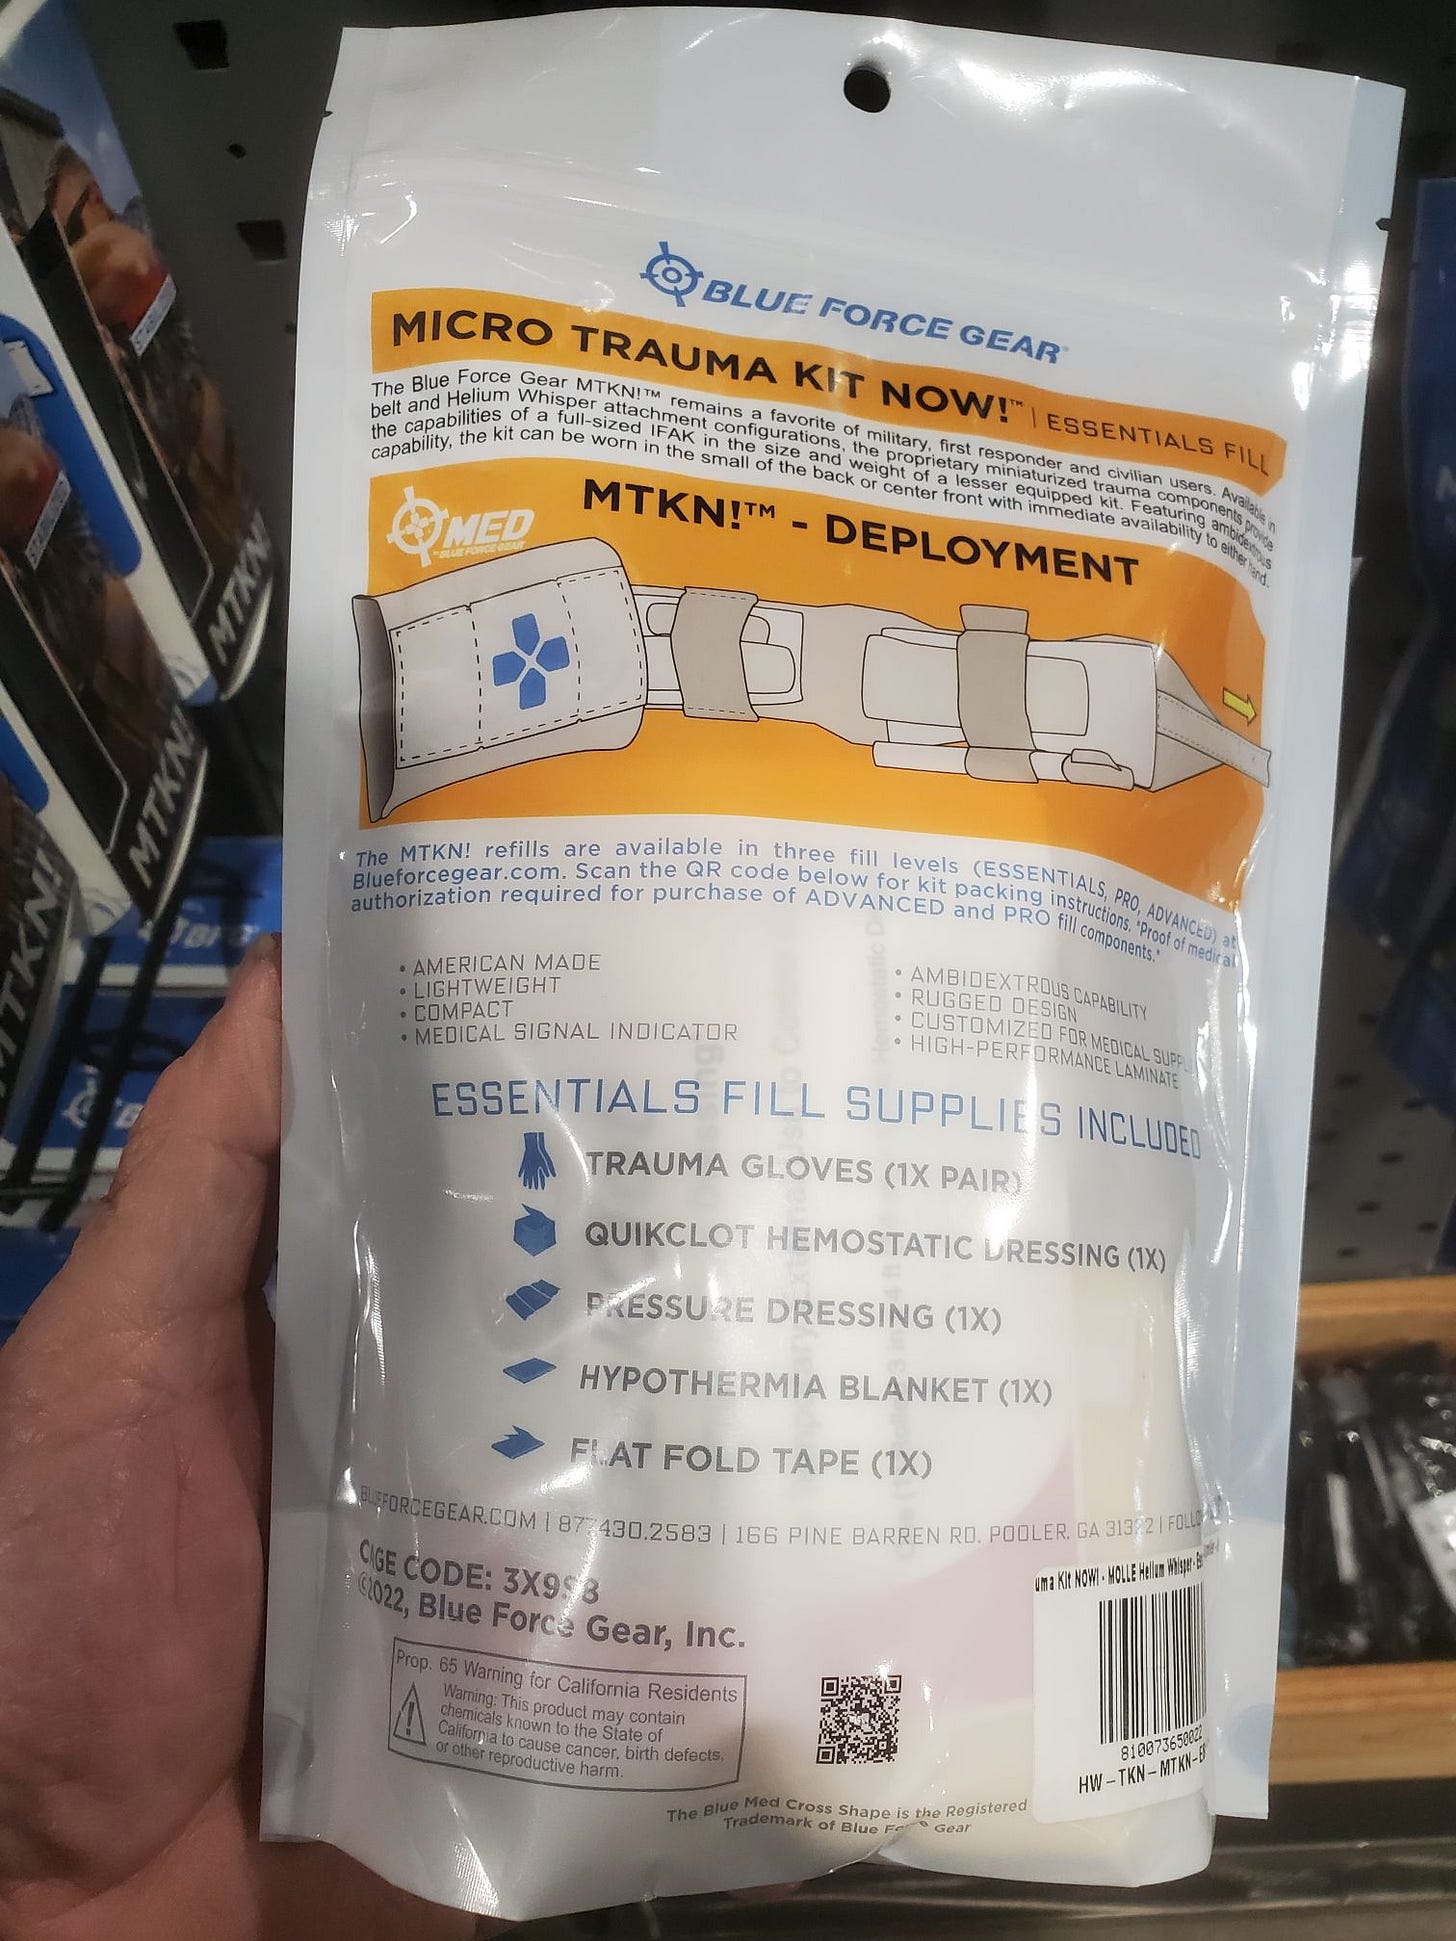 BLUE FORCE GEAR
MICRO TRAUMA KIT NOW!™ | ESSENTIALS FILL
The Blue Force Gear MTKN!™ remains a favorite of military, first responder and civilian users. Available in
belt and Helium Whisper attachment configurations, the proprietary miniaturized trauma components provide
the capabilities of a full-sized IFAK in the size and weight of a lesser equipped kit. Featuring ambidextrous
capability, the kit can be worn in the small of the back or center front with immediate availability to either hand.
MED
BLUE FORCE GEAR
MTKN!™ - DEPLOYMENT
The MTKN! refills are available in three fill levels (ESSENTIALS, PRO, ADVANCED) at
Blueforcegear.com. Scan the QR code below for kit packing instructions. "Proof of medical
authorization required for purchase of ADVANCED and PRO fill components."
• AMERICAN MADE
• LIGHTWEIGHT
• COMPACT
• MEDICAL SIGNAL INDICATOR
• AMBIDEXTROUS CAPABILITY
• RUGGED DESIGN
• CUSTOMIZED FOR MEDICAL
• HIGH-PERFORMANCE LAMINATE
ESSENTIALS FILL SUPPLIES INCLUDED
TRAUMA GLOVES (1X PAIR)
QUIKCLOT HEMOSTATIC DRESSING (1X)
PRESSURE DRESSING (1X)
HYPOTHERMIA BLANKET (1X)
FLAT FOLD TAPE (1X)
BLUEFORCEGEAR.COM | 877.430.2583 | 166 PINE BARREN RD. POOLER, GA 31322 |
CAGE CODE:
©2022, Blue Force Gear, Inc.
Prop. 65 Warning for California Residents
Warning: This product may contain
chemicals known to the State of
California to cause cancer, birth defects,
or other reproductive harm.
uma Kit NOW! - MOLLE Helium Whisper -
810073650022
HW-TKN-MTKN-
The Blue Med Cross Shape is the Registered
Trademark of Blue Force Gear
MTKN!
MTKN!